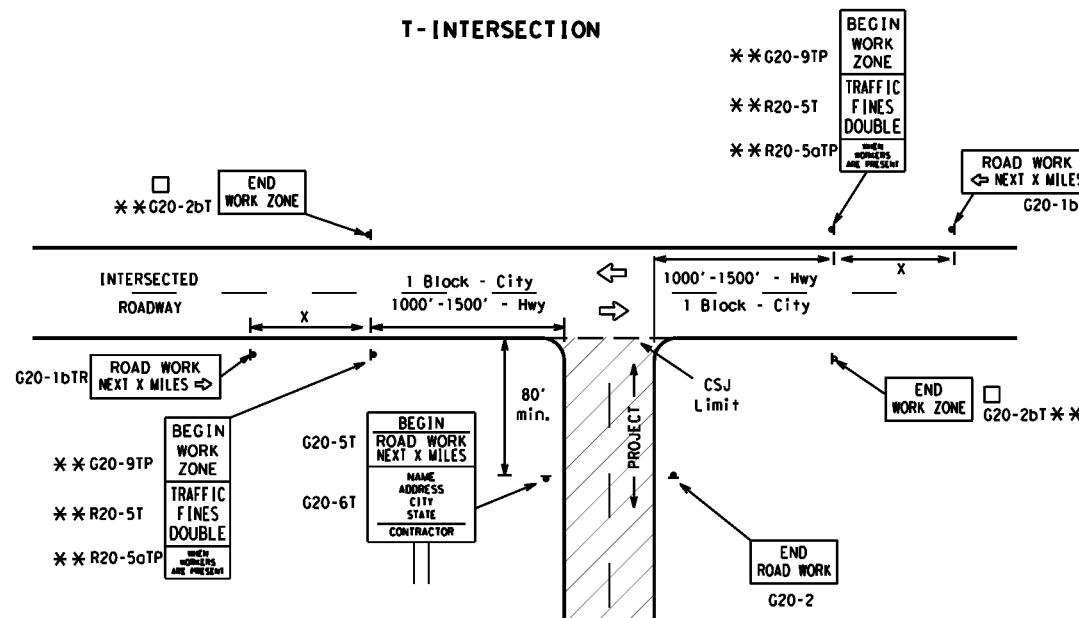 T-INTERSECTION
BEGIN
WORK
ZONE
TRAFFIC
FINES
DOUBLE
WHEN
WORKERS
ARE PRESENT
**G20-9TP
**R20-5T
**R20-5aTP
ROAD WORK
⇦ NEXT X MILES
G20-1b
END
WORK ZONE
□
**G20-2bT
INTERSECTED
ROADWAY
1 Block - City
1000'-1500' - Hwy
1000'-1500' - Hwy
1 Block - City
X
X
G20-1bTR
ROAD WORK
NEXT X MILES ⇨
80'
min.
CSJ
Limit
PROJECT
END
WORK ZONE
□
G20-2bT **
BEGIN
WORK
ZONE
TRAFFIC
FINES
DOUBLE
WHEN
WORKERS
ARE PRESENT
**G20-9TP
**R20-5T
**R20-5aTP
G20-5T
BEGIN
ROAD WORK
NEXT X MILES
G20-6T
NAME
ADDRESS
CITY
STATE
CONTRACTOR
END
ROAD WORK
G20-2